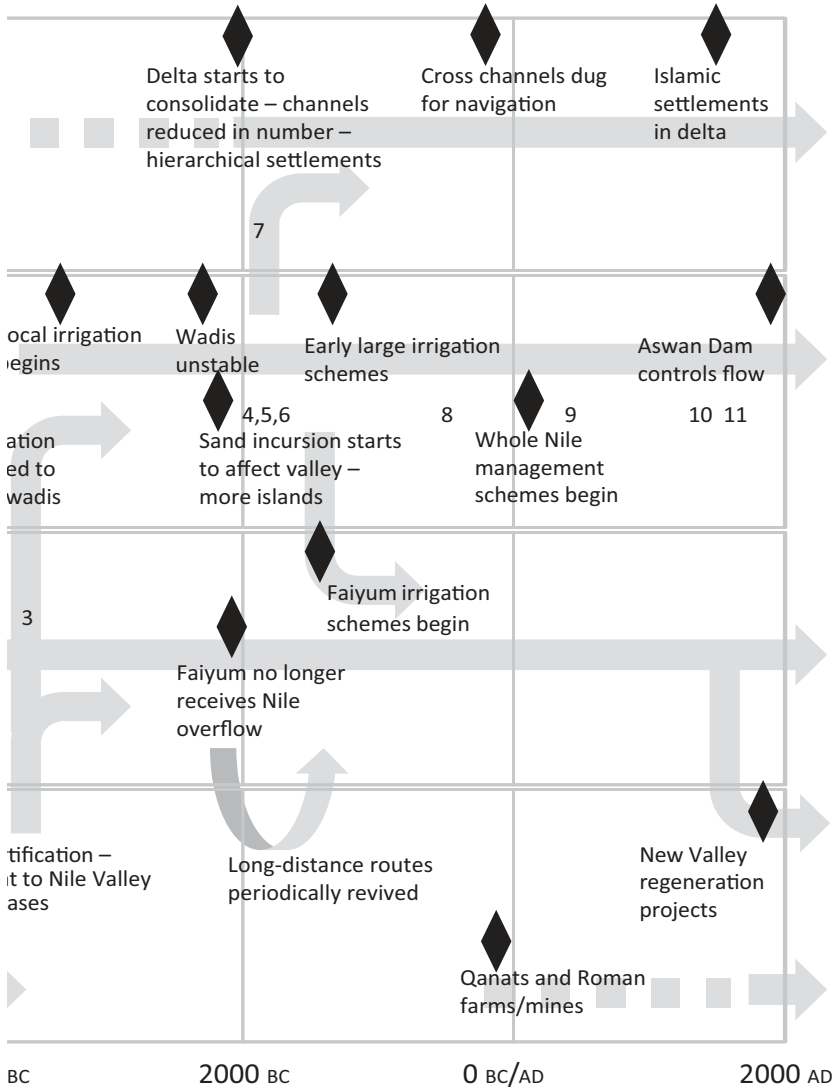 Delta starts to
consolidate – channels
reduced in number –
hierarchical settlements
Cross channels dug
for navigation
Islamic
settlements
in delta
7
ocal irrigation
egins
Wadis
unstable
Early large irrigation
schemes
Aswan Dam
controls flow
4,5,6
8
9
10 11
ation
ed to
wadis
Sand incursion starts
to affect valley –
more islands
Whole Nile
management
schemes begin
3
Faiyum irrigation
schemes begin
Faiyum no longer
receives Nile
overflow
tification –
t to Nile Valley
ases
Long-distance routes
periodically revived
New Valley
regeneration
projects
Qanats and Roman
farms/mines
BC
2000 BC
0 BC/AD
2000 AD